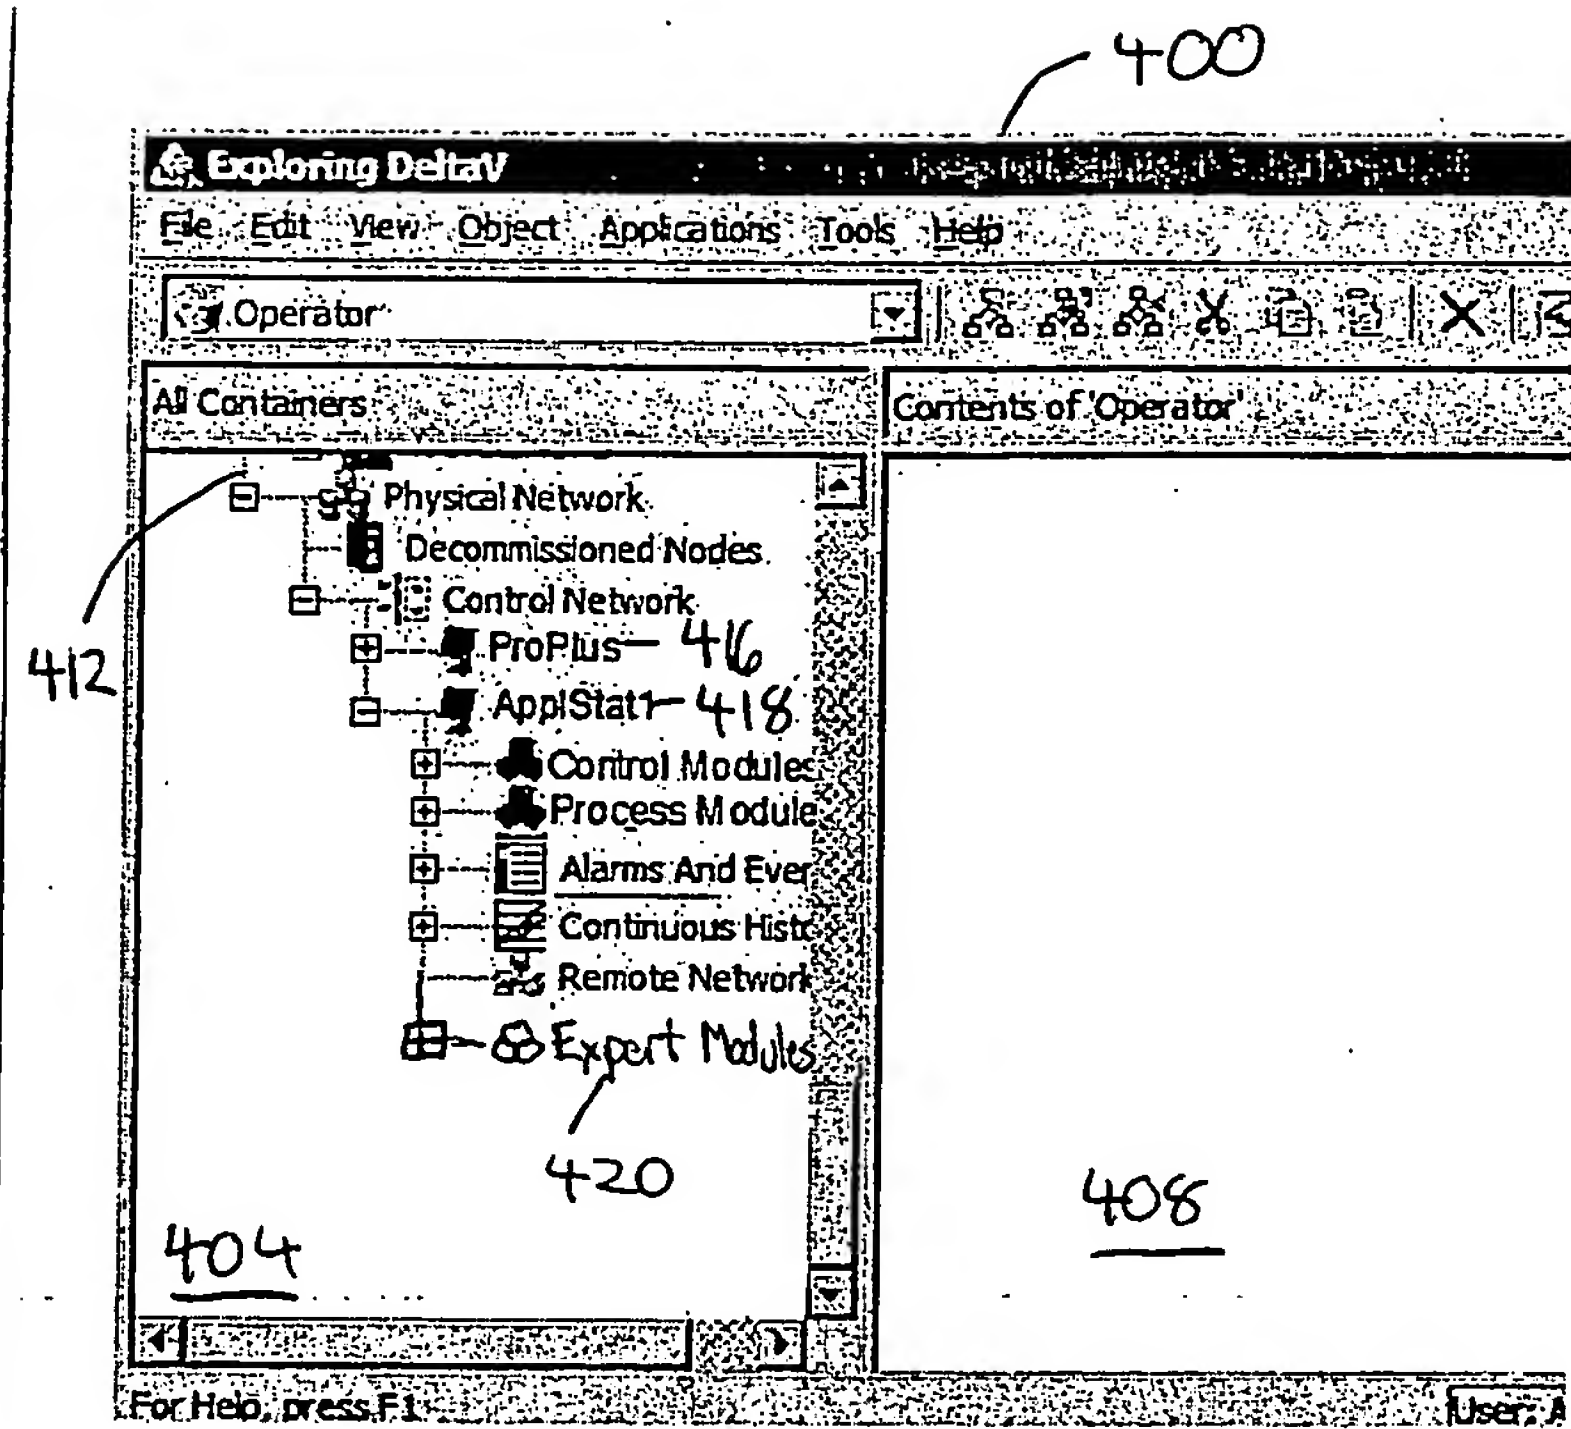 400
Exploring DeltaV
File Edit View Object Applications Tools Help
Operator
All Containers
Contents of 'Operator'
Physical Network
Decommissioned Nodes
Control Network
ProPlus 416
412
ApplStat1 418
Control Modules
Process Module
Alarms And Ever
Continuous Histo
Remote Network
Expert Modules
420
408
404
For Help, press F1
User: A